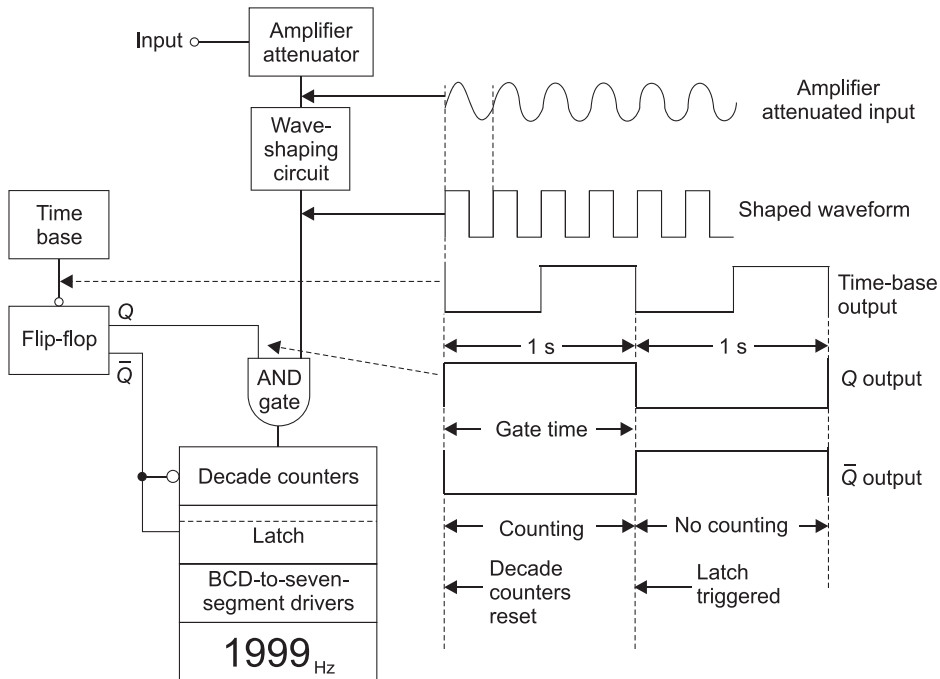 Input
Amplifier
attenuator
Amplifier
attenuated input
Wave-
shaping
circuit
Shaped waveform
Time
base
Time-base
output
Flip-flop
Q
Q̅
1 s
1 s
AND
gate
Q output
Gate time
Decade counters
Q̅ output
Latch
Counting
No counting
BCD-to-seven-
segment drivers
Decade
counters
reset
Latch
triggered
1999 Hz